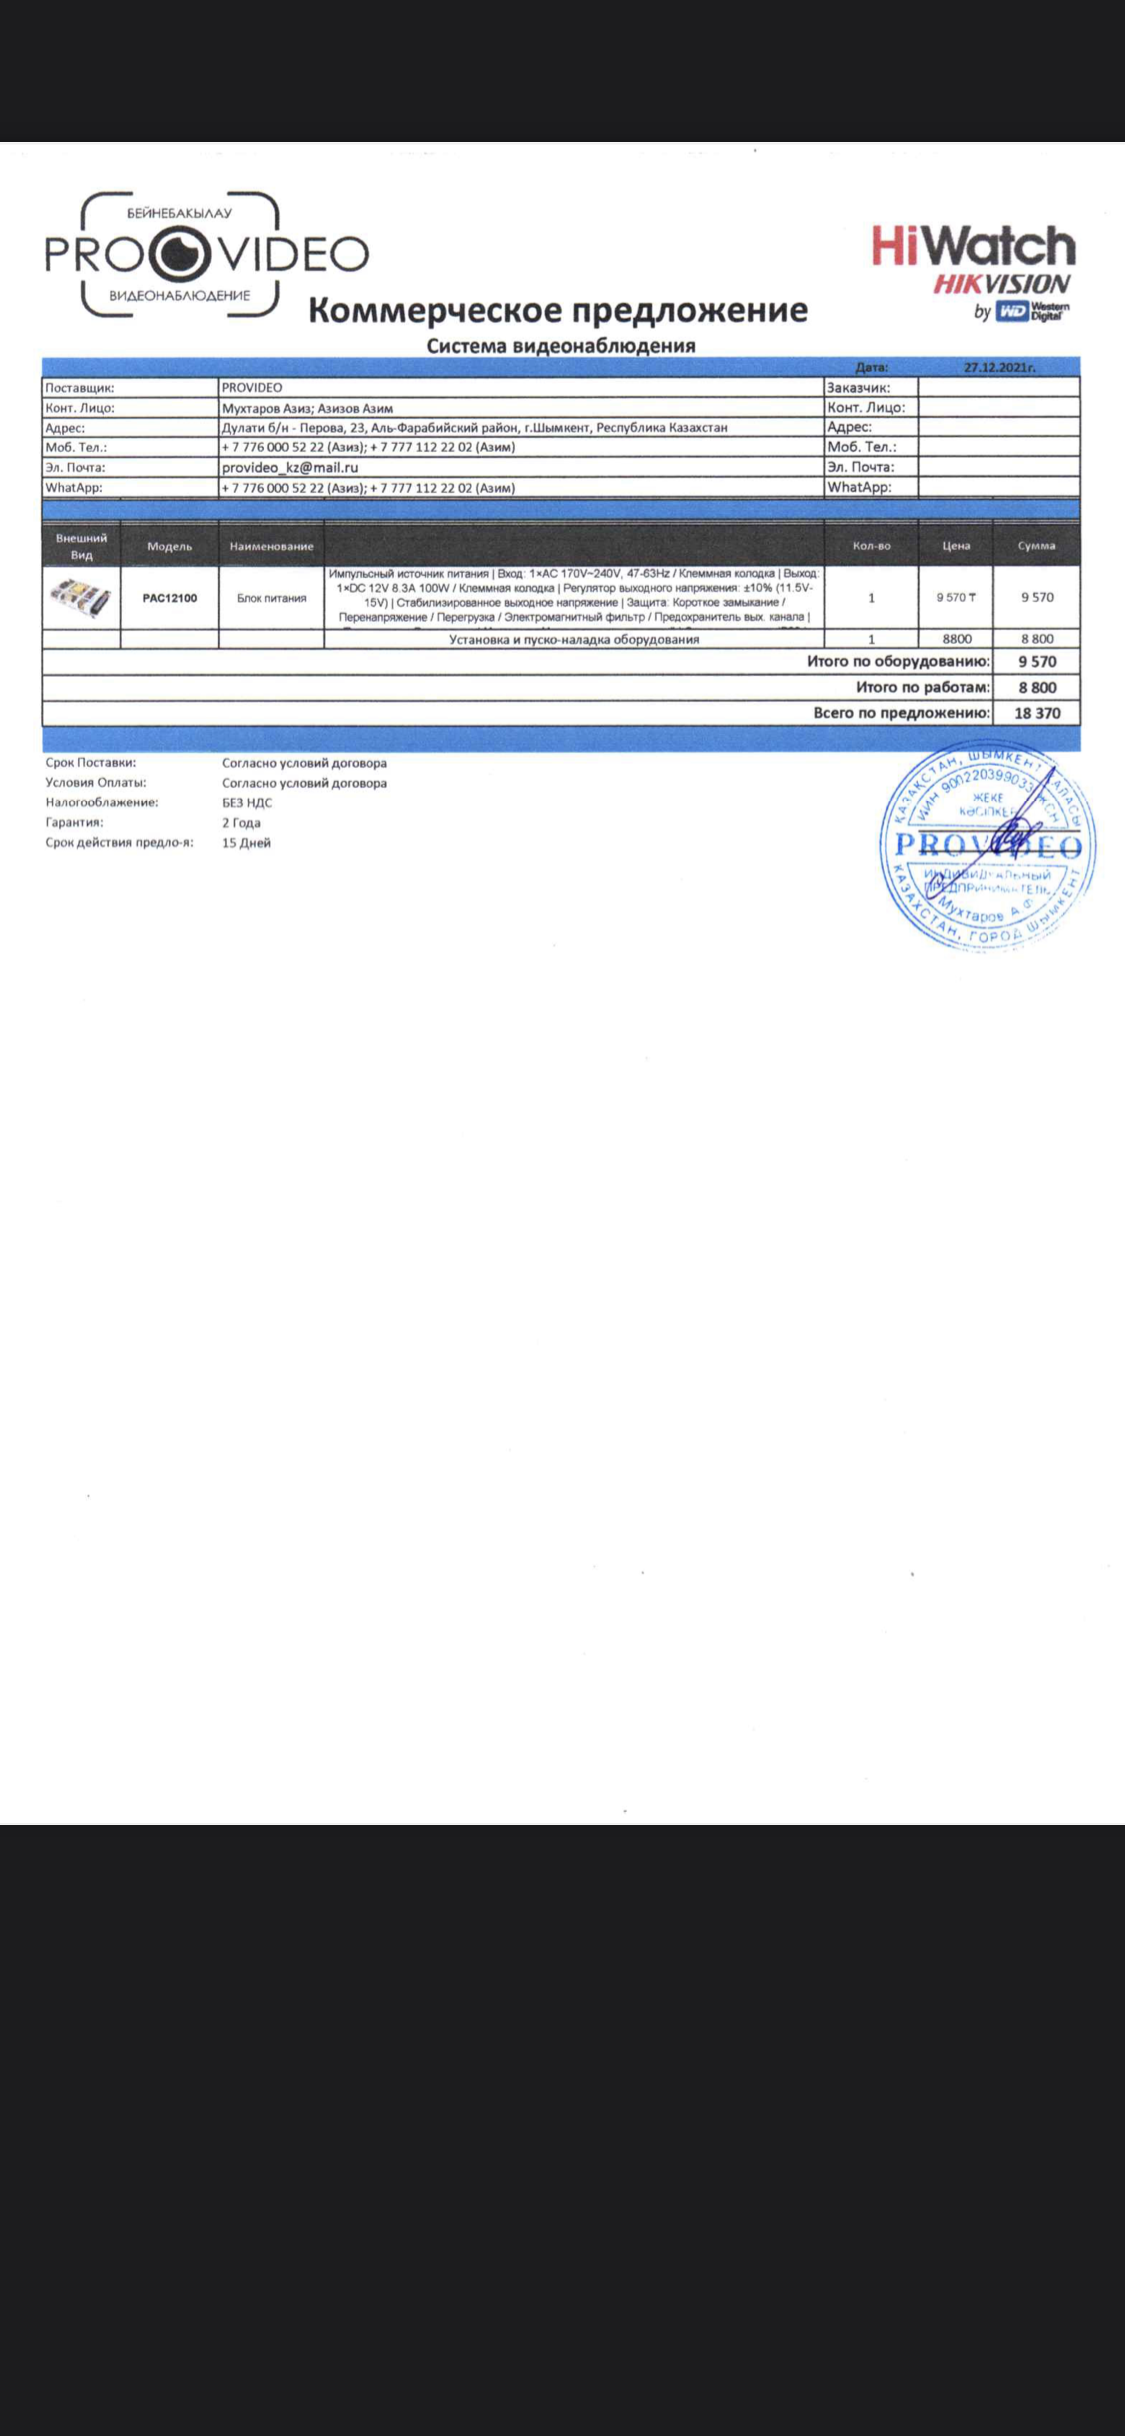 БЕЙНЕБАКЫЛАУ
PRO VIDEO
ВИДЕОНАБЛЮДЕНИЕ
HiWatch
HIKVISION
by WD Western Digital
Коммерческое предложение
Система видеонаблюдения
Дата: 27.12.2021г.
Поставщик: PROVIDEO Заказчик:
Конт. Лицо: Мухтаров Азиз; Азизов Азим Конт. Лицо:
Адрес: Дулати б/н - Перова, 23, Аль-Фарабийский район, г.Шымкент, Республика Казахстан Адрес:
Моб. Тел.: + 7 776 000 52 22 (Азиз); + 7 777 112 22 02 (Азим) Моб. Тел.:
Эл. Почта: provideo_kz@mail.ru Эл. Почта:
WhatApp: + 7 776 000 52 22 (Азиз); + 7 777 112 22 02 (Азим) WhatApp:
Внешний Вид Модель Наименование Кол-во Цена Сумма
Импульсный источник питания | Вход: 1×AC 170V~240V, 47-63Hz / Клеммная колодка | Выход:
1×DC 12V 8.3A 100W / Клеммная колодка | Регулятор выходного напряжения: ±10% (11.5V-
PAC12100 Блок питания 15V) | Стабилизированное выходное напряжение | Защита: Короткое замыкание / 1 9 570 ₸ 9 570
Перенапряжение / Перегрузка / Электромагнитный фильтр / Предохранитель вых. канала |
Установка и пуско-наладка оборудования 1 8800 8 800
Итого по оборудованию: 9 570
Итого по работам: 8 800
Всего по предложению: 18 370
Срок Поставки: Согласно условий договора
Условия Оплаты: Согласно условий договора
Налогообложение: БЕЗ НДС
Гарантия: 2 Года
Срок действия предло-я: 15 Дней
ҚАЗАҚСТАН, ШЫМКЕНТ ҚАЛАСЫ
ИИН 900220399033 ЖСН
ЖЕКЕ
КӘСІПКЕР
PROVIDEO
ИНДИВИДУАЛЬНЫЙ
ПРЕДПРИНИМАТЕЛЬ
Мухтаров А.
КАЗАХСТАН, ГОРОД ШЫМКЕНТ